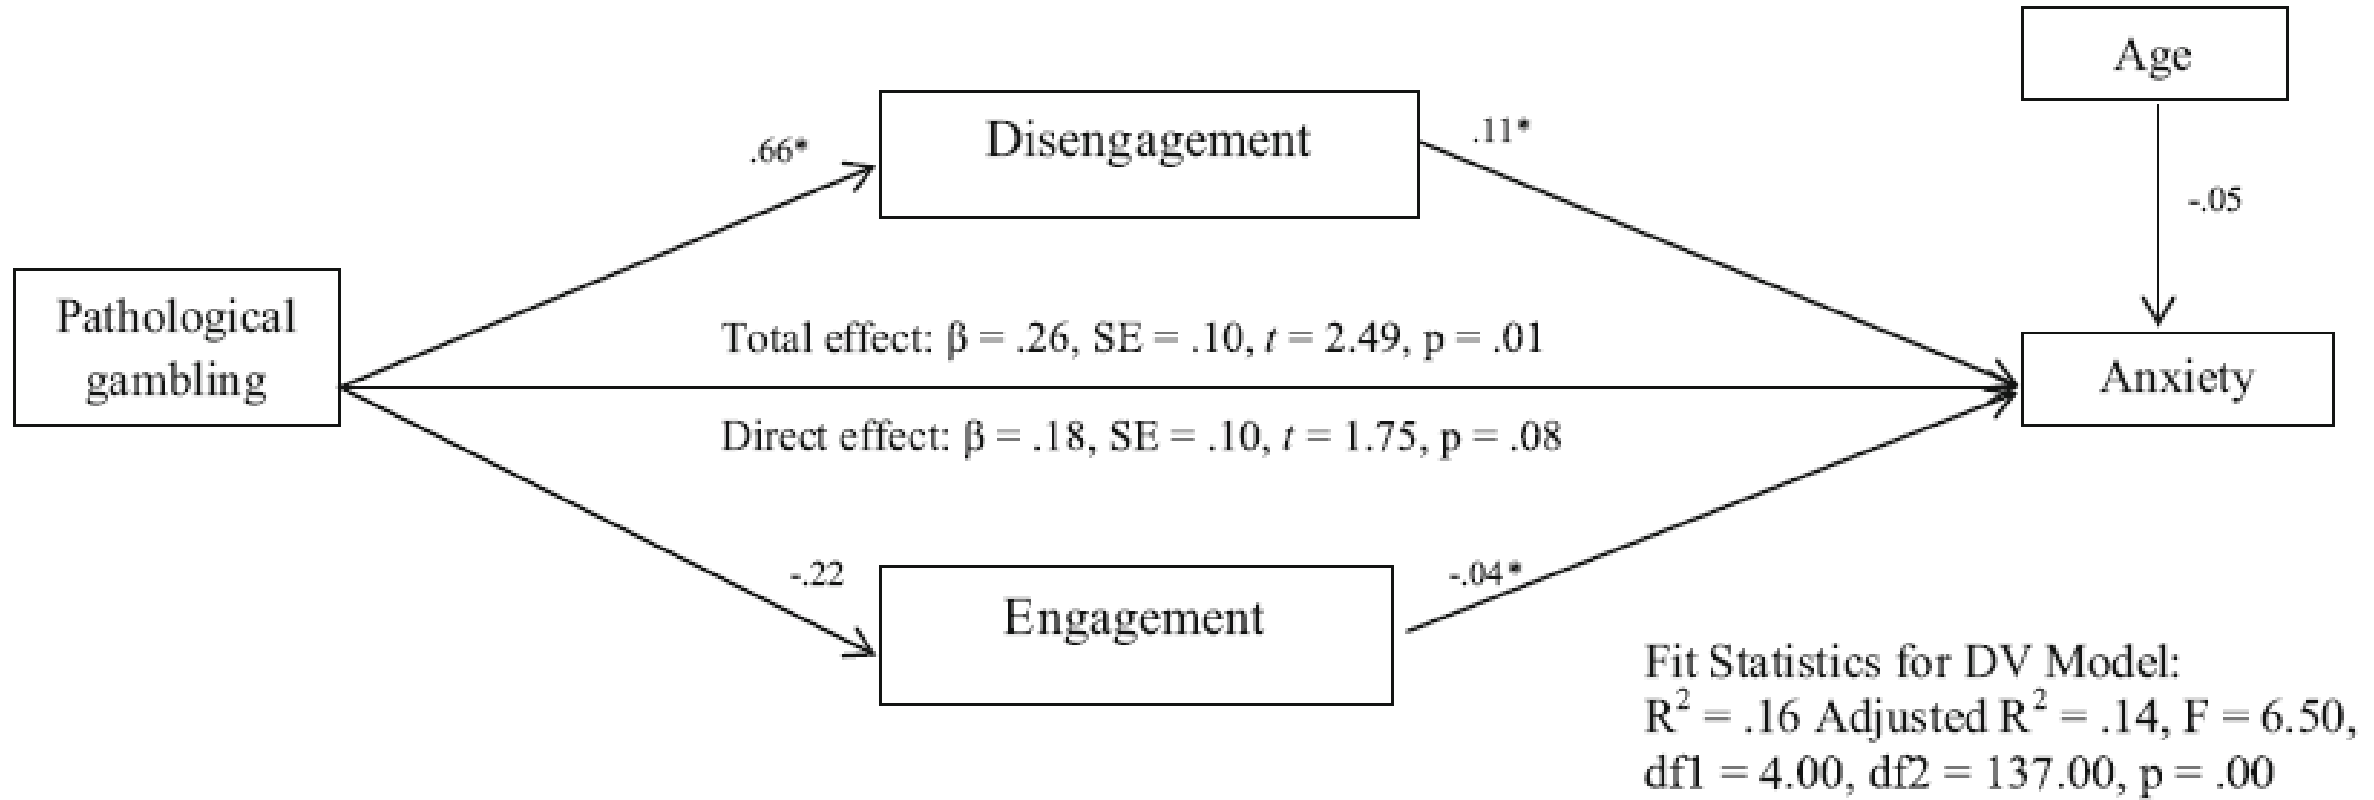 Age
Disengagement
.66*
.11*
-.05
Pathological
gambling
Total effect: β = .26, SE = .10, t = 2.49, p = .01
Anxiety
Direct effect: β = .18, SE = .10, t = 1.75, p = .08
-.22
-.04*
Engagement
Fit Statistics for DV Model:
R² = .16 Adjusted R² = .14, F = 6.50,
df1 = 4.00, df2 = 137.00, p = .00